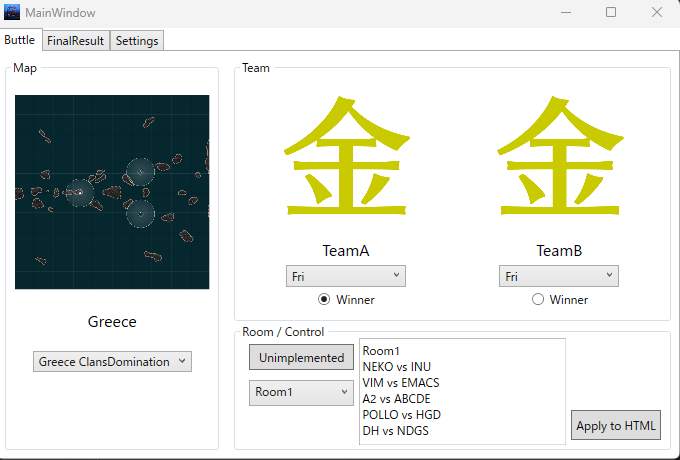 MainWindow
Buttle FinalResult Settings
Map
Greece
Greece ClansDomination
Team
金 金
TeamA TeamB
Fri Fri
Winner Winner
Room / Control
Unimplemented
Room1
Room1
NEKO vs INU
VIM vs EMACS
A2 vs ABCDE
POLLO vs HGD
DH vs NDGS
Apply to HTML